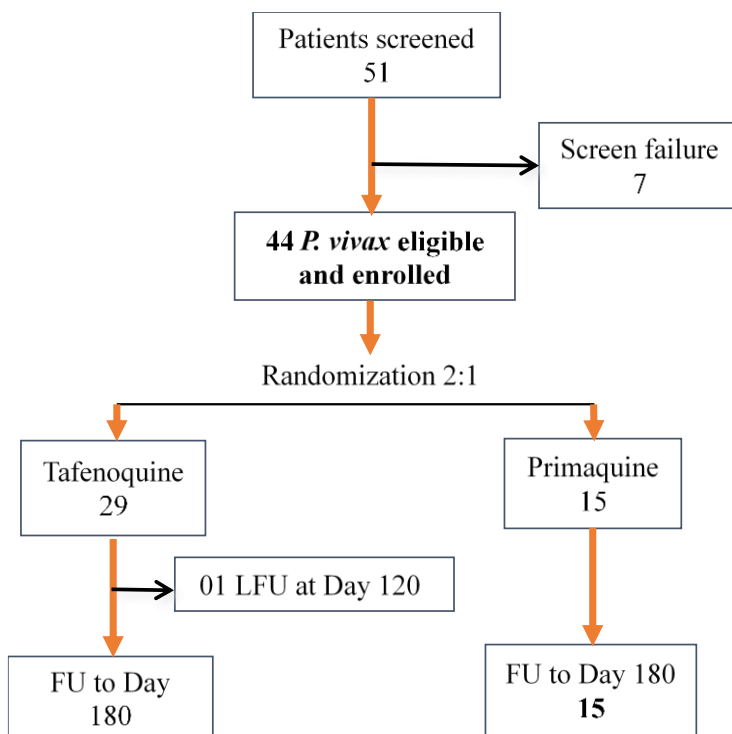 Patients screened
51
Screen failure
7
44 P. vivax eligible
and enrolled
Randomization 2:1
Tafenoquine
29
Primaquine
15
01 LFU at Day 120
FU to Day
180
FU to Day 180
15